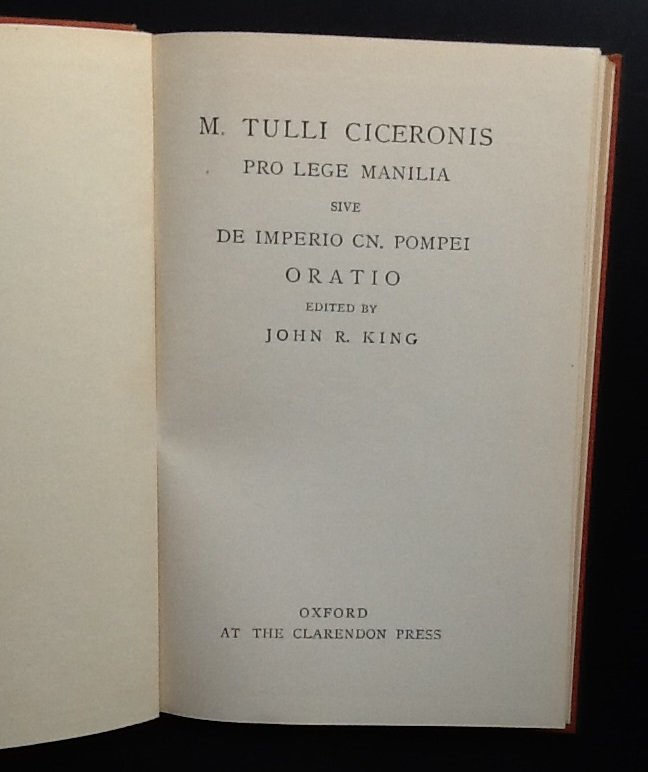 M. TULLI CICERONIS
PRO LEGE MANILIA
SIVE
DE IMPERIO CN. POMPEI
ORATIO
EDITED BY
JOHN R. KING
OXFORD
AT THE CLARENDON PRESS